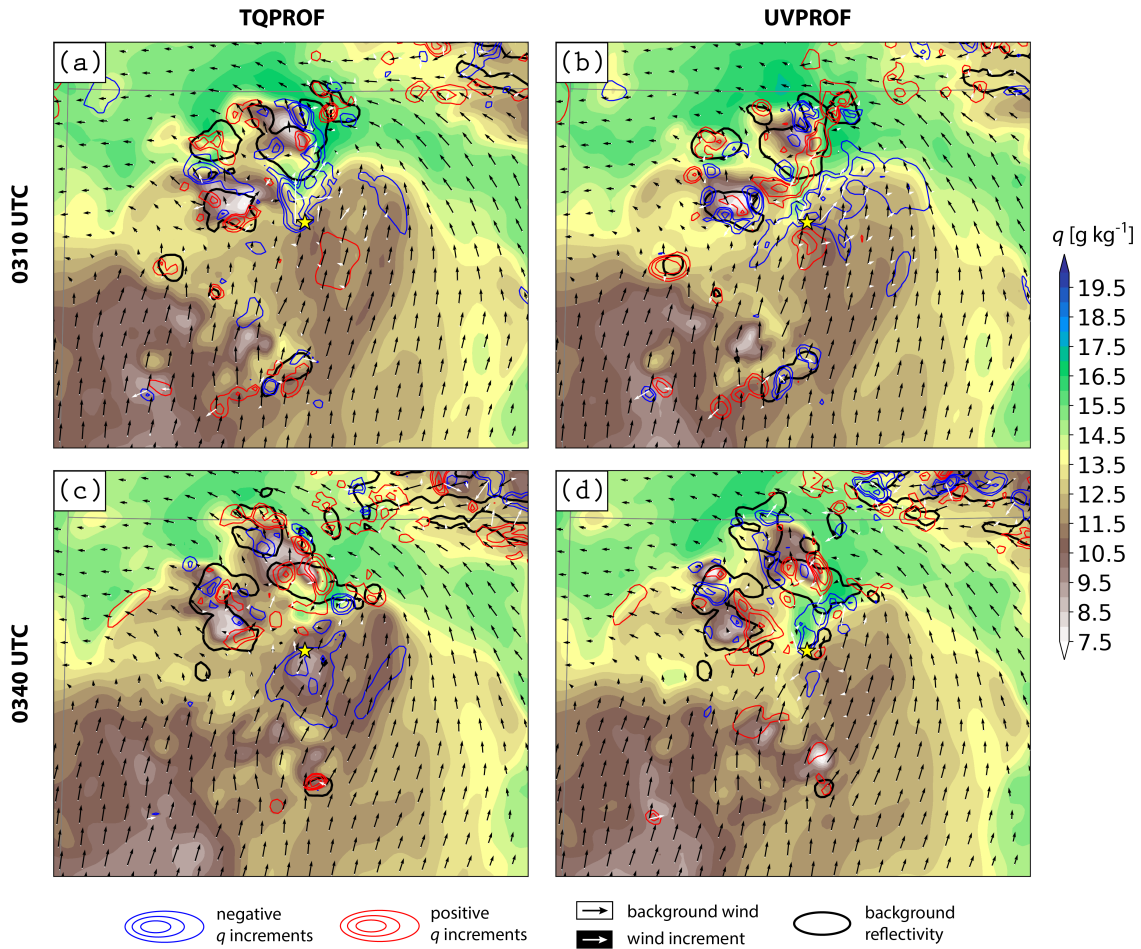 TQPROF
UVPROF
0310 UTC
(a)
(b)
q [g kg-1]
19.5
18.5
17.5
16.5
15.5
14.5
13.5
12.5
11.5
10.5
9.5
8.5
7.5
0340 UTC
(c)
(d)
negative
q increments
positive
q increments
background wind
wind increment
background
reflectivity